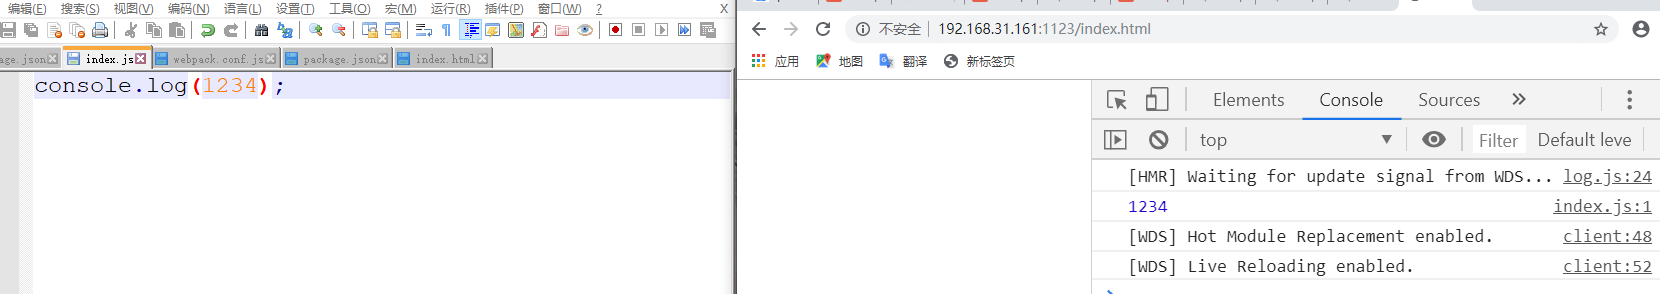 编辑(E) 搜索(S) 视图(V) 编码(N) 语言(L) 设置(T) 工具(O) 宏(M) 运行(R) 插件(P) 窗口(W) ? X
age.json index.js webpack.conf.js package.json index.html
console.log(1234);
不安全 192.168.31.161:1123/index.html
应用 地图 翻译 新标签页
Elements Console Sources
top Filter Default leve
[HMR] Waiting for update signal from WDS... log.js:24
1234 index.js:1
[WDS] Hot Module Replacement enabled. client:48
[WDS] Live Reloading enabled. client:52